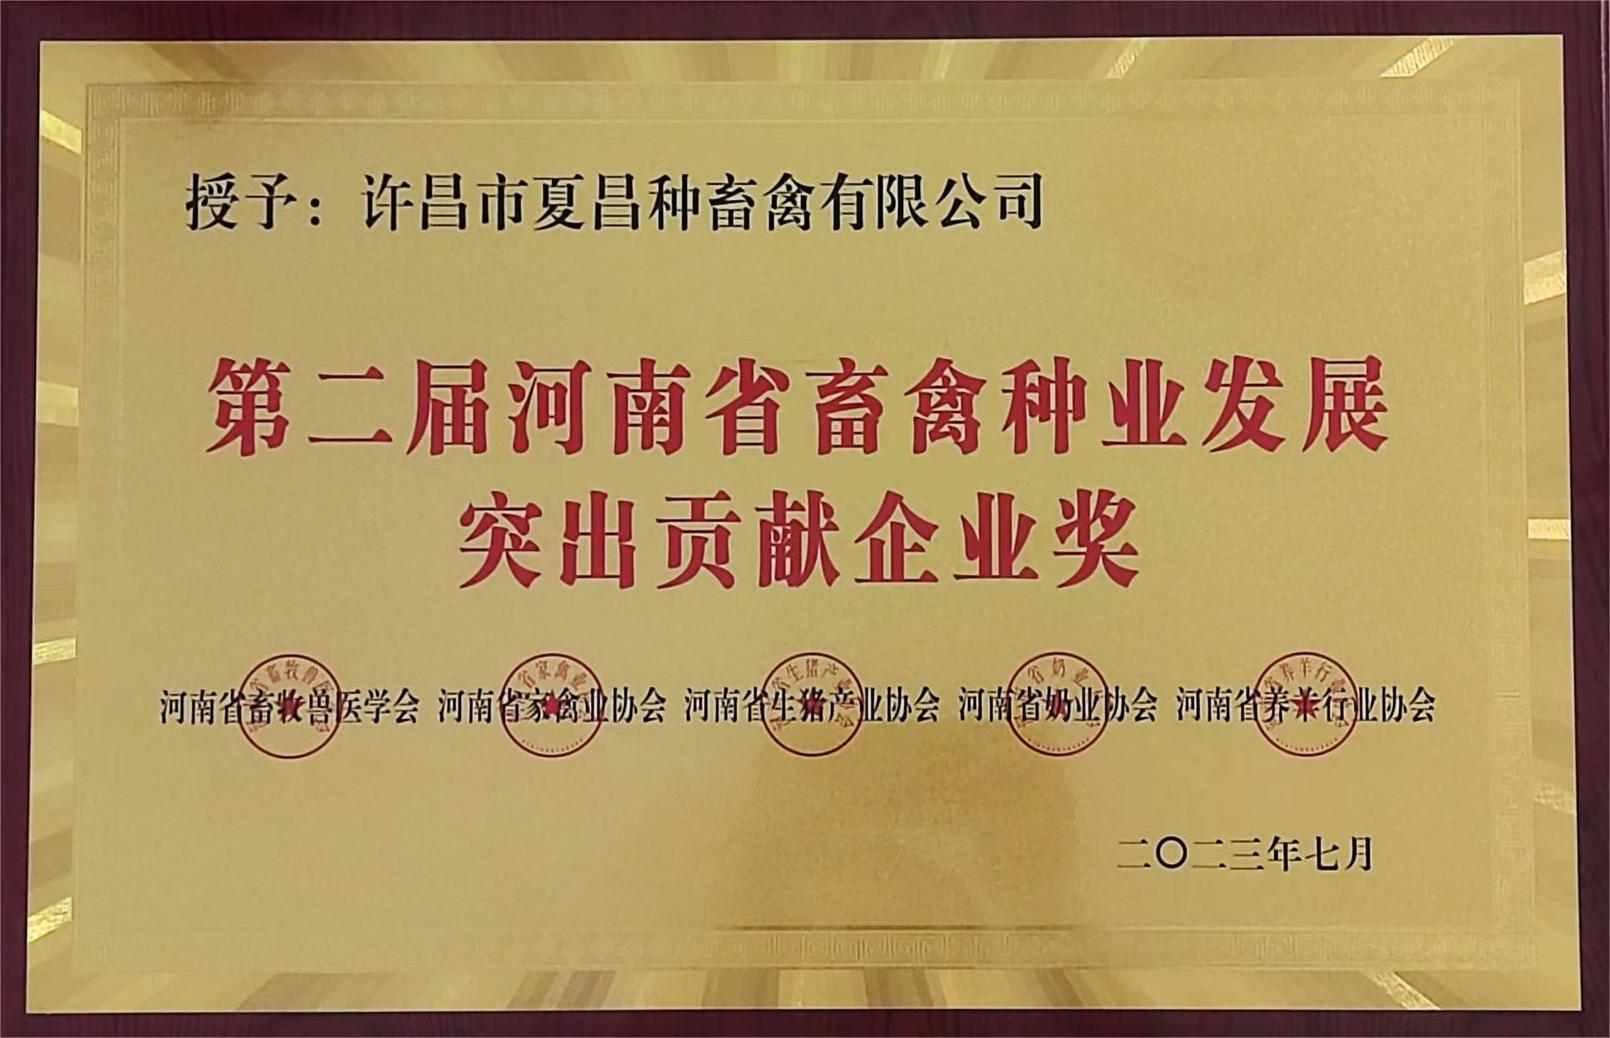 授予：许昌市夏昌种畜禽有限公司
第二届河南省畜禽种业发展
突出贡献企业奖
河南省畜牧兽医学会 河南省家禽业协会 河南省生猪产业协会 河南省奶业协会 河南省养羊行业协会
二〇二三年七月